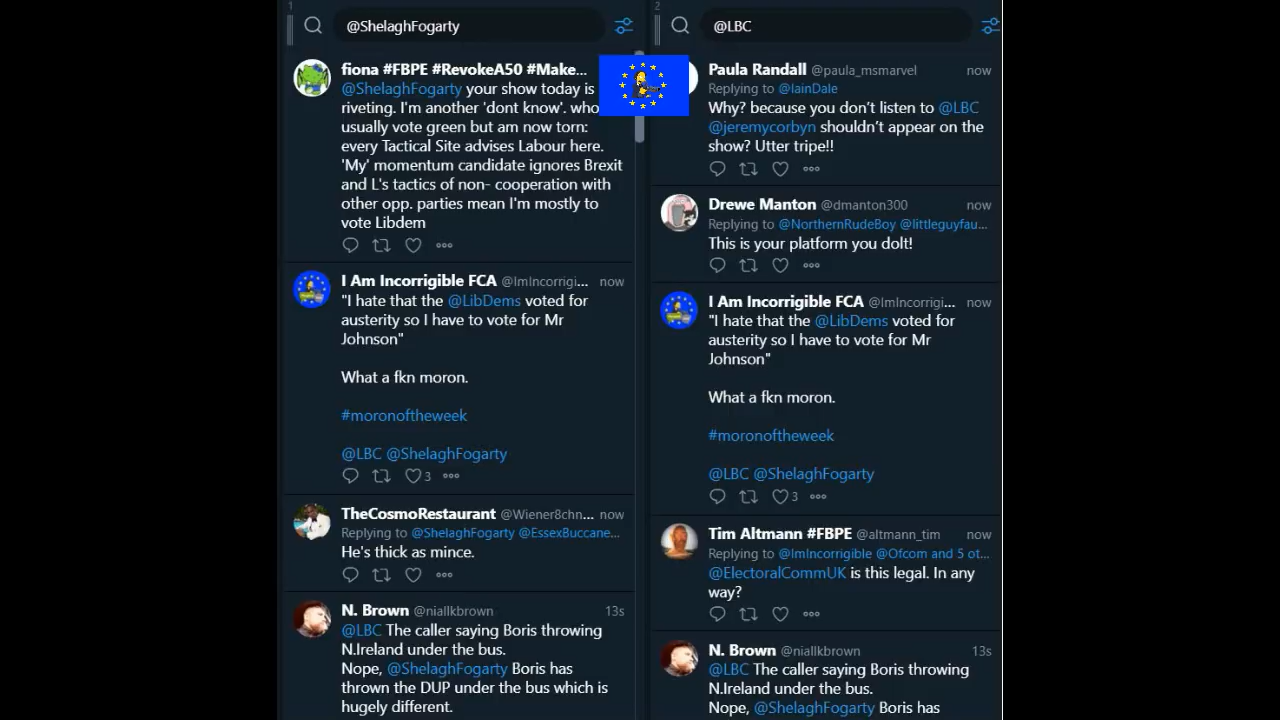 1
@ShelaghFogarty
fiona #FBPE #RevokeA50 #Make...
@ShelaghFogarty your show today is
riveting. I'm another 'dont know'. who
usually vote green but am now torn:
every Tactical Site advises Labour here.
'My' momentum candidate ignores Brexit
and L's tactics of non- cooperation with
other opp. parties mean I'm mostly to
vote Libdem
I Am Incorrigible FCA @ImIncorrigi... now
"I hate that the @LibDems voted for
austerity so I have to vote for Mr
Johnson"
What a fkn moron.
#moronoftheweek
@LBC @ShelaghFogarty
3
TheCosmoRestaurant @Wiener8chn... now
Replying to @ShelaghFogarty @EssexBuccane...
He's thick as mince.
N. Brown @niallkbrown 13s
@LBC The caller saying Boris throwing
N.Ireland under the bus.
Nope, @ShelaghFogarty Boris has
thrown the DUP under the bus which is
hugely different.
2
@LBC
Paula Randall @paula_msmarvel now
Replying to @IainDale
Why? because you don't listen to @LBC
@jeremycorbyn shouldn't appear on the
show? Utter tripe!!
Drewe Manton @dmanton300 now
Replying to @NorthernRudeBoy @littleguyfau...
This is your platform you dolt!
I Am Incorrigible FCA @ImIncorrigi... now
"I hate that the @LibDems voted for
austerity so I have to vote for Mr
Johnson"
What a fkn moron.
#moronoftheweek
@LBC @ShelaghFogarty
3
Tim Altmann #FBPE @altmann_tim now
Replying to @ImIncorrigible @Ofcom and 5 ot...
@ElectoralCommUK is this legal. In any
way?
N. Brown @niallkbrown 13s
@LBC The caller saying Boris throwing
N.Ireland under the bus.
Nope, @ShelaghFogarty Boris has